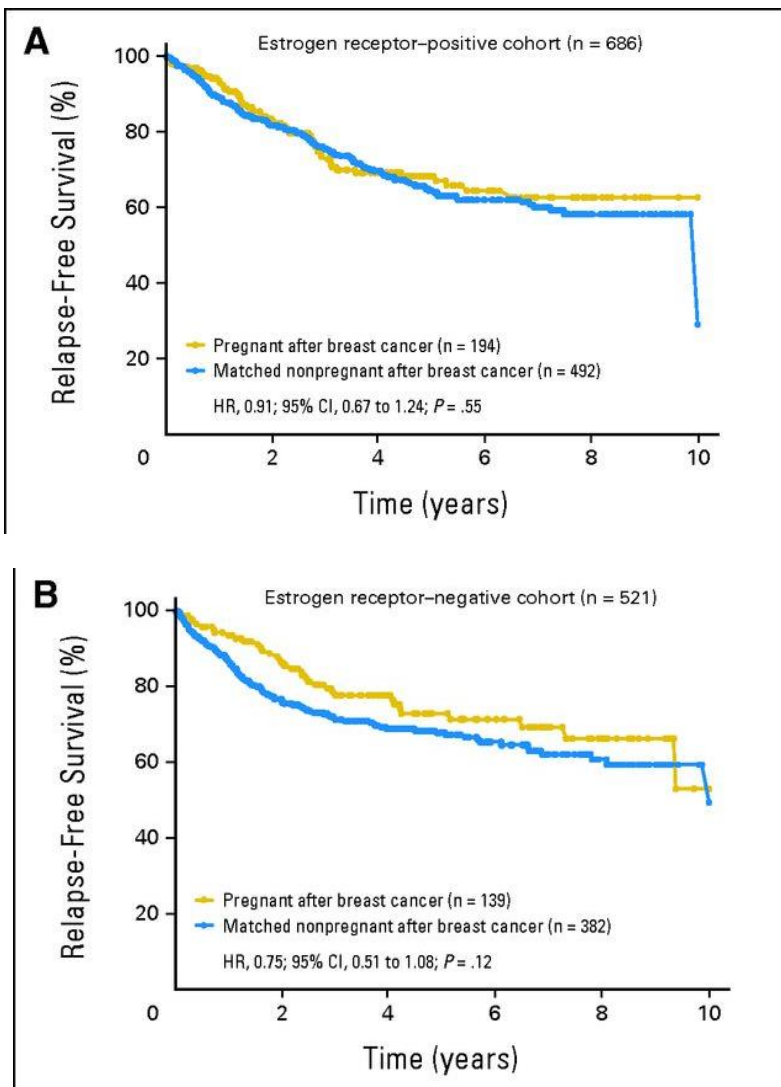 A
Estrogen receptor–positive cohort (n = 686)
Relapse-Free Survival (%)
100
80
60
40
20
0
2
4
6
8
10
Pregnant after breast cancer (n = 194)
Matched nonpregnant after breast cancer (n = 492)
HR, 0.91; 95% CI, 0.67 to 1.24; P = .55
Time (years)
B
Estrogen receptor–negative cohort (n = 521)
Relapse-Free Survival (%)
100
80
60
40
20
0
2
4
6
8
10
Pregnant after breast cancer (n = 139)
Matched nonpregnant after breast cancer (n = 382)
HR, 0.75; 95% CI, 0.51 to 1.08; P = .12
Time (years)